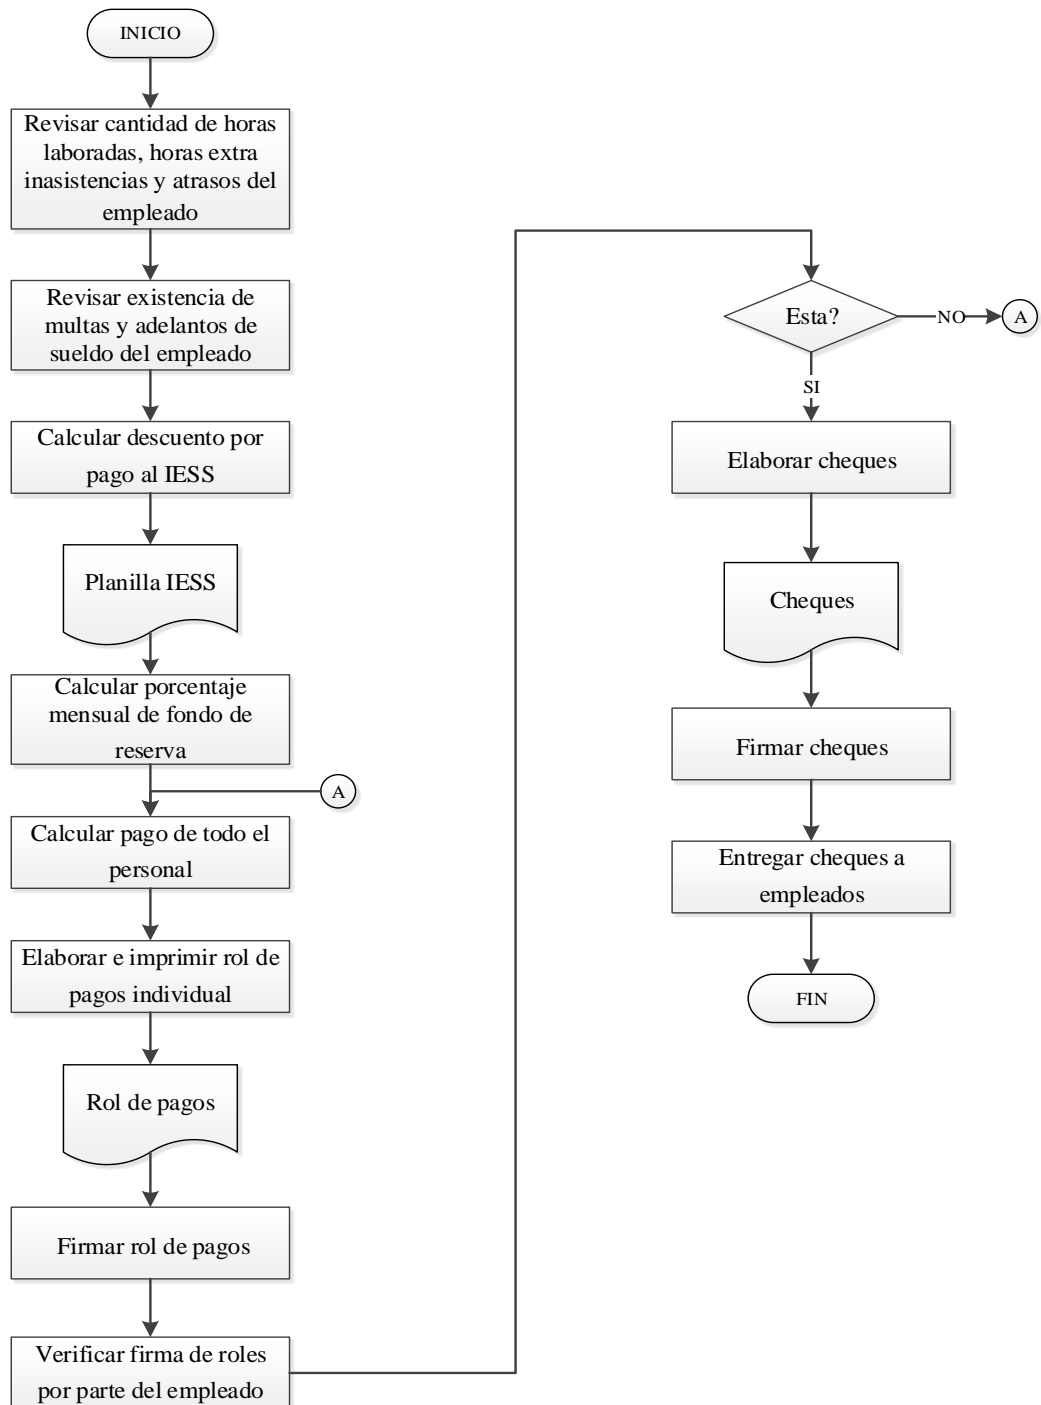 INICIO
Revisar cantidad de horas
laboradas, horas extra
inasistencias y atrasos del
empleado
Revisar existencia de
multas y adelantos de
sueldo del empleado
Calcular descuento por
pago al IESS
Planilla IESS
Calcular porcentaje
mensual de fondo de
reserva
A
Calcular pago de todo el
personal
Elaborar e imprimir rol de
pagos individual
Rol de pagos
Firmar rol de pagos
Verificar firma de roles
por parte del empleado
Esta?
NO
A
SI
Elaborar cheques
Cheques
Firmar cheques
Entregar cheques a
empleados
FIN